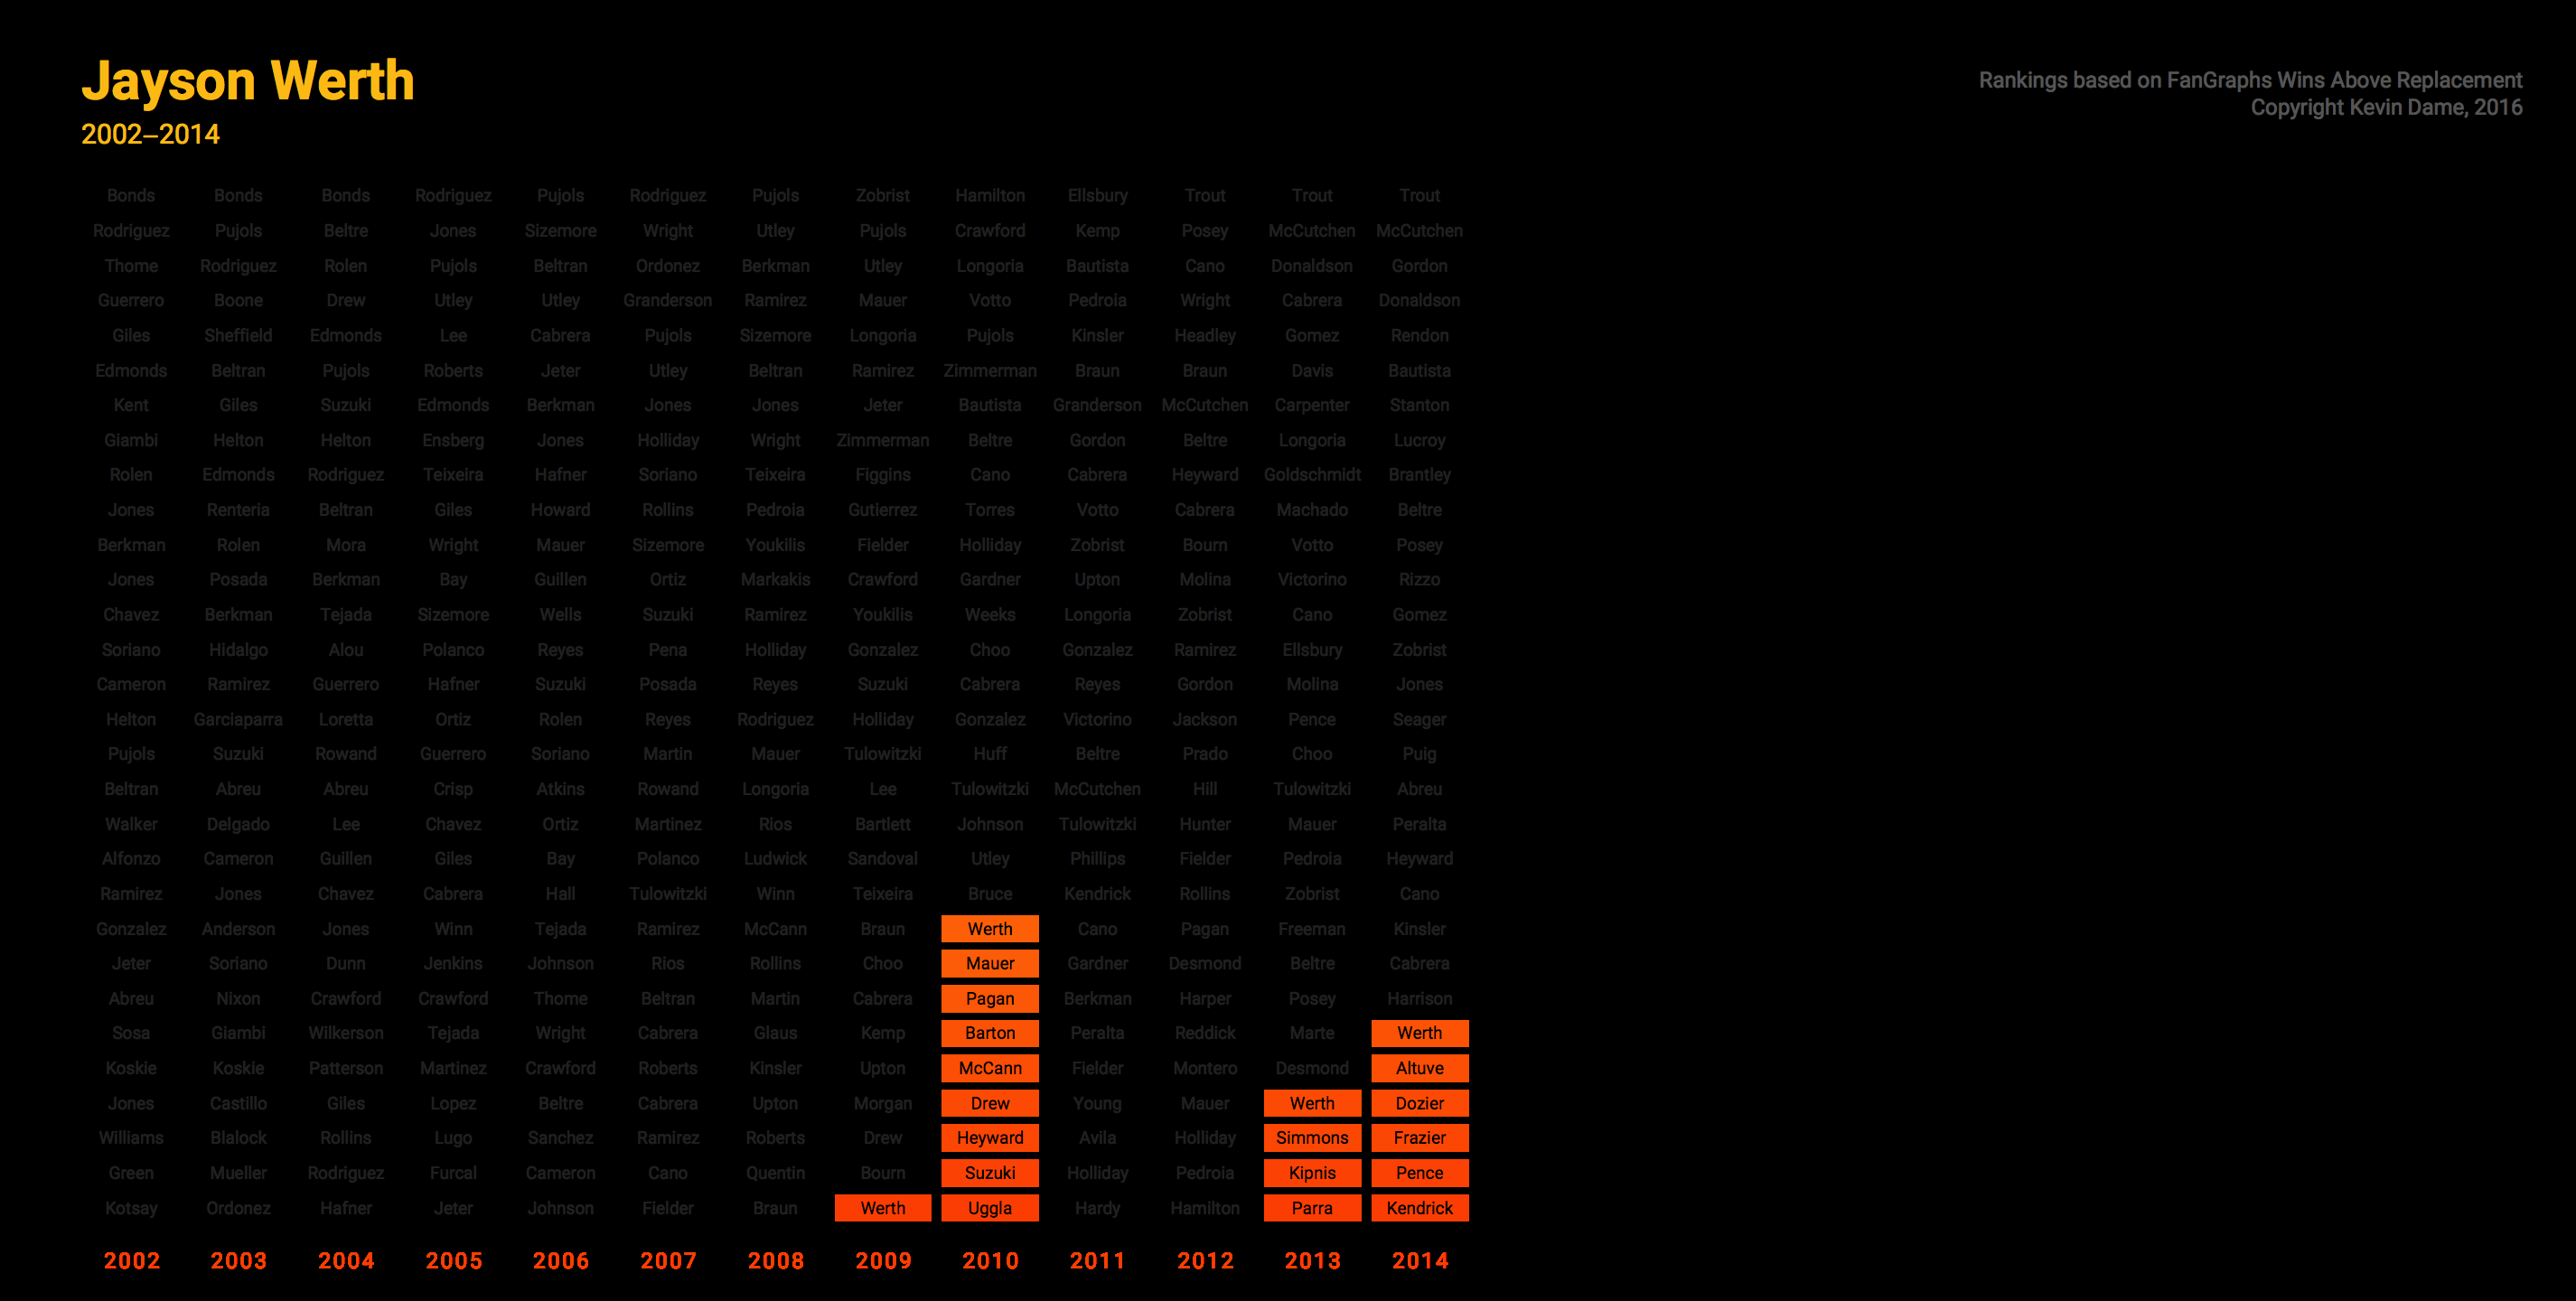 Jayson Werth
2002–2014
Rankings based on FanGraphs Wins Above Replacement
Copyright Kevin Dame, 2016
Bonds Bonds Bonds Rodriguez Pujols Rodriguez Pujols Zobrist Hamilton Ellsbury Trout Trout Trout
Rodriguez Pujols Beltre Jones Sizemore Wright Utley Pujols Crawford Kemp Posey McCutchen McCutchen
Thome Rodriguez Rolen Pujols Beltran Ordonez Berkman Utley Longoria Bautista Cano Donaldson Gordon
Guerrero Boone Drew Utley Utley Granderson Ramirez Mauer Votto Pedroia Wright Cabrera Donaldson
Giles Sheffield Edmonds Lee Cabrera Pujols Sizemore Longoria Pujols Kinsler Headley Gomez Rendon
Edmonds Beltran Pujols Roberts Jeter Utley Beltran Ramirez Zimmerman Braun Braun Davis Bautista
Kent Giles Suzuki Edmonds Berkman Jones Jones Jeter Bautista Granderson McCutchen Carpenter Stanton
Giambi Helton Helton Ensberg Jones Holliday Wright Zimmerman Beltre Gordon Beltre Longoria Lucroy
Rolen Edmonds Rodriguez Teixeira Hafner Soriano Teixeira Figgins Cano Cabrera Heyward Goldschmidt Brantley
Jones Renteria Beltran Giles Howard Rollins Pedroia Gutierrez Torres Votto Cabrera Machado Beltre
Berkman Rolen Mora Wright Mauer Sizemore Youkilis Fielder Holliday Zobrist Bourn Votto Posey
Jones Posada Berkman Bay Guillen Ortiz Markakis Crawford Gardner Upton Molina Victorino Rizzo
Chavez Berkman Tejada Sizemore Wells Suzuki Ramirez Youkilis Weeks Longoria Zobrist Cano Gomez
Soriano Hidalgo Alou Polanco Reyes Pena Holliday Gonzalez Choo Gonzalez Ramirez Ellsbury Zobrist
Cameron Ramirez Guerrero Hafner Suzuki Posada Reyes Suzuki Cabrera Reyes Gordon Molina Jones
Helton Garciaparra Loretta Ortiz Rolen Reyes Rodriguez Holliday Gonzalez Victorino Jackson Pence Seager
Pujols Suzuki Rowand Guerrero Soriano Martin Mauer Tulowitzki Huff Beltre Prado Choo Puig
Beltran Abreu Abreu Crisp Atkins Rowand Longoria Lee Tulowitzki McCutchen Hill Tulowitzki Abreu
Walker Delgado Lee Chavez Ortiz Martinez Rios Bartlett Johnson Tulowitzki Hunter Mauer Peralta
Alfonzo Cameron Guillen Giles Bay Polanco Ludwick Sandoval Utley Phillips Fielder Pedroia Heyward
Ramirez Jones Chavez Cabrera Hall Tulowitzki Winn Teixeira Bruce Kendrick Rollins Zobrist Cano
Gonzalez Anderson Jones Winn Tejada Ramirez McCann Braun Werth Cano Pagan Freeman Kinsler
Jeter Soriano Dunn Jenkins Johnson Rios Rollins Choo Mauer Gardner Desmond Beltre Cabrera
Abreu Nixon Crawford Crawford Thome Beltran Martin Cabrera Pagan Berkman Harper Posey Harrison
Sosa Giambi Wilkerson Tejada Wright Cabrera Glaus Kemp Barton Peralta Reddick Marte Werth
Koskie Koskie Patterson Martinez Crawford Roberts Kinsler Upton McCann Fielder Montero Desmond Altuve
Jones Castillo Giles Lopez Beltre Cabrera Upton Morgan Drew Young Mauer Werth Dozier
Williams Blalock Rollins Lugo Sanchez Ramirez Roberts Drew Heyward Avila Holliday Simmons Frazier
Green Mueller Rodriguez Furcal Cameron Cano Quentin Bourn Suzuki Holliday Pedroia Kipnis Pence
Kotsay Ordonez Hafner Jeter Johnson Fielder Braun Werth Uggla Hardy Hamilton Parra Kendrick
2002 2003 2004 2005 2006 2007 2008 2009 2010 2011 2012 2013 2014